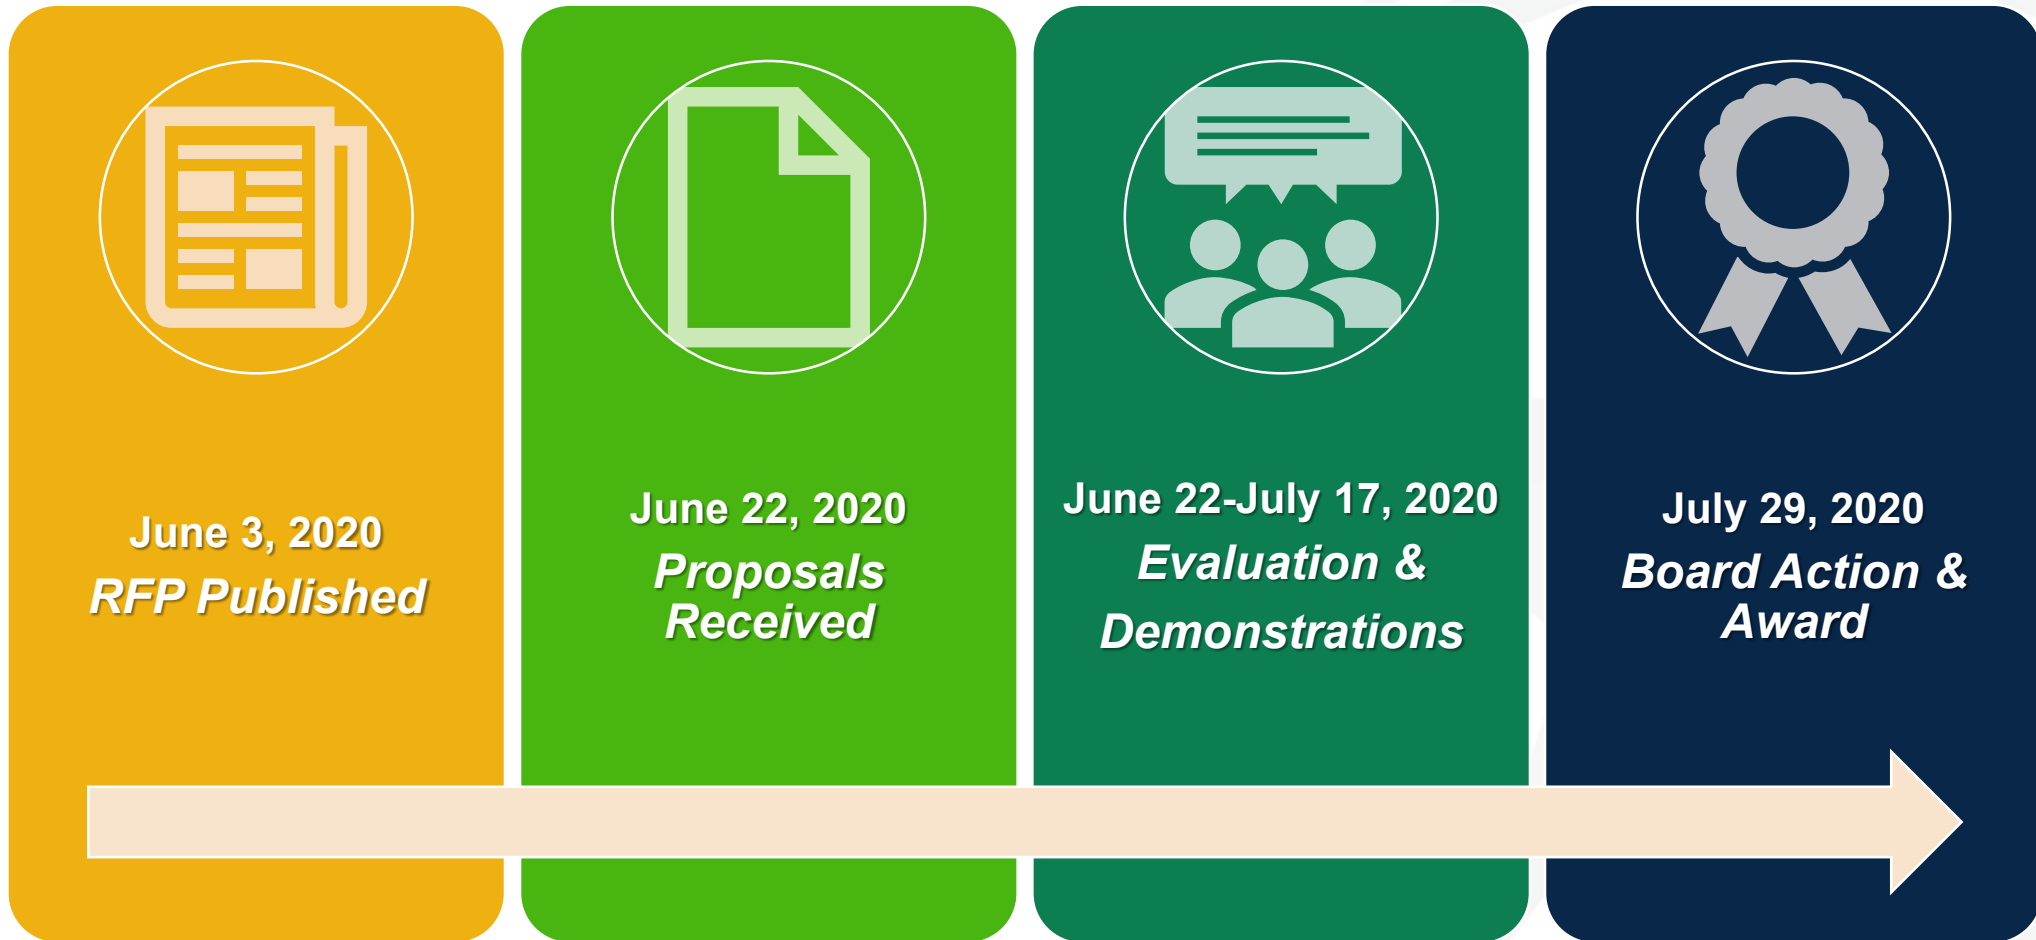 June 3, 2020
RFP Published
June 22, 2020
Proposals
Received
June 22-July 17, 2020
Evaluation &
Demonstrations
July 29, 2020
Board Action &
Award